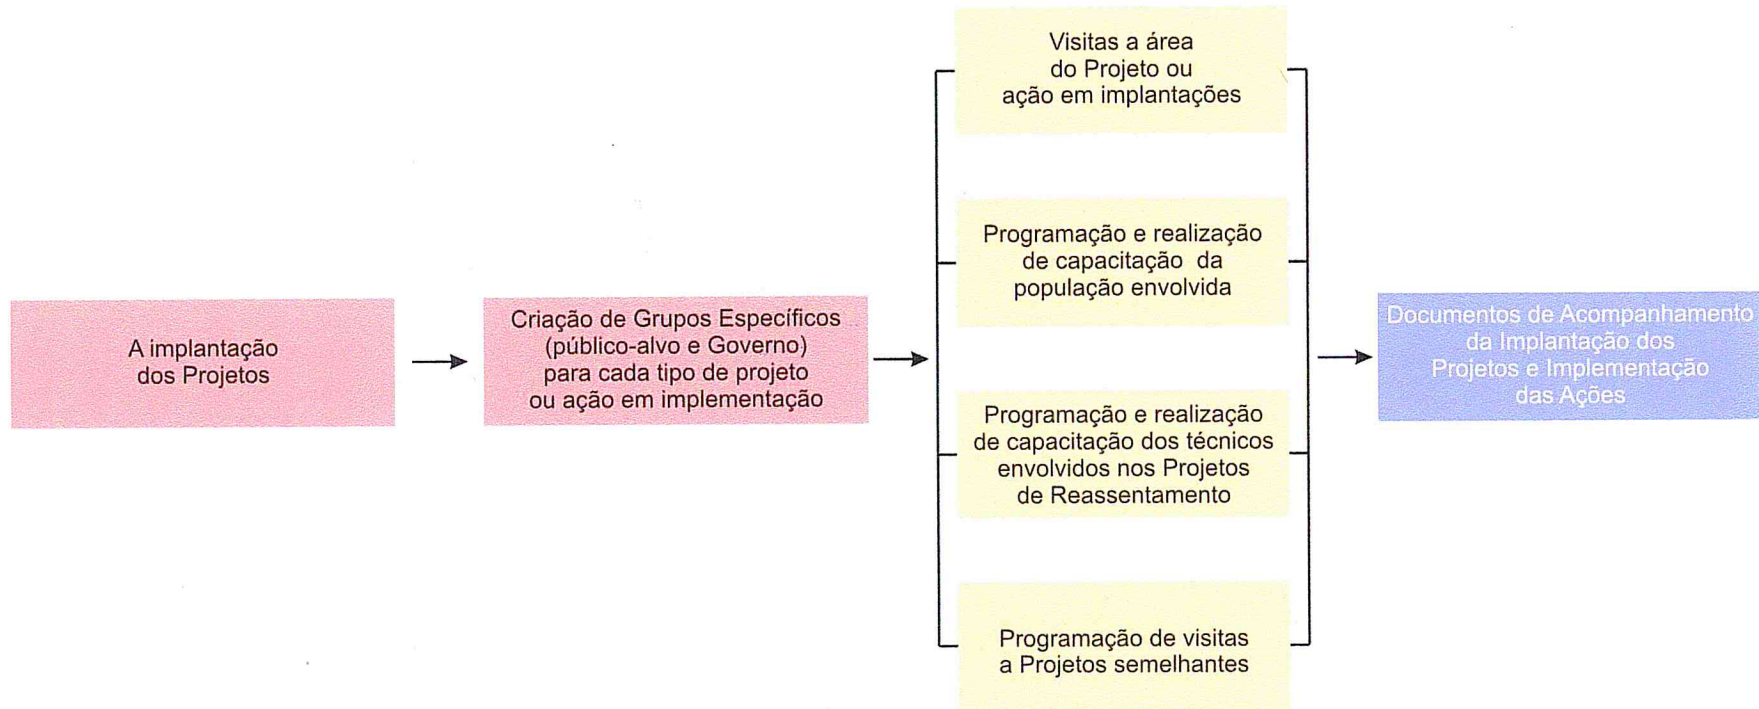 A implantação
dos Projetos
Criação de Grupos Específicos
(público-alvo e Governo)
para cada tipo de projeto
ou ação em implementação
Visitas a área
do Projeto ou
ação em implantações
Programação e realização
de capacitação da
população envolvida
Programação e realização
de capacitação dos técnicos
envolvidos nos Projetos
de Reassentamento
Programação de visitas
a Projetos semelhantes
Documentos de Acompanhamento
da Implantação dos
Projetos e Implementação
das Ações